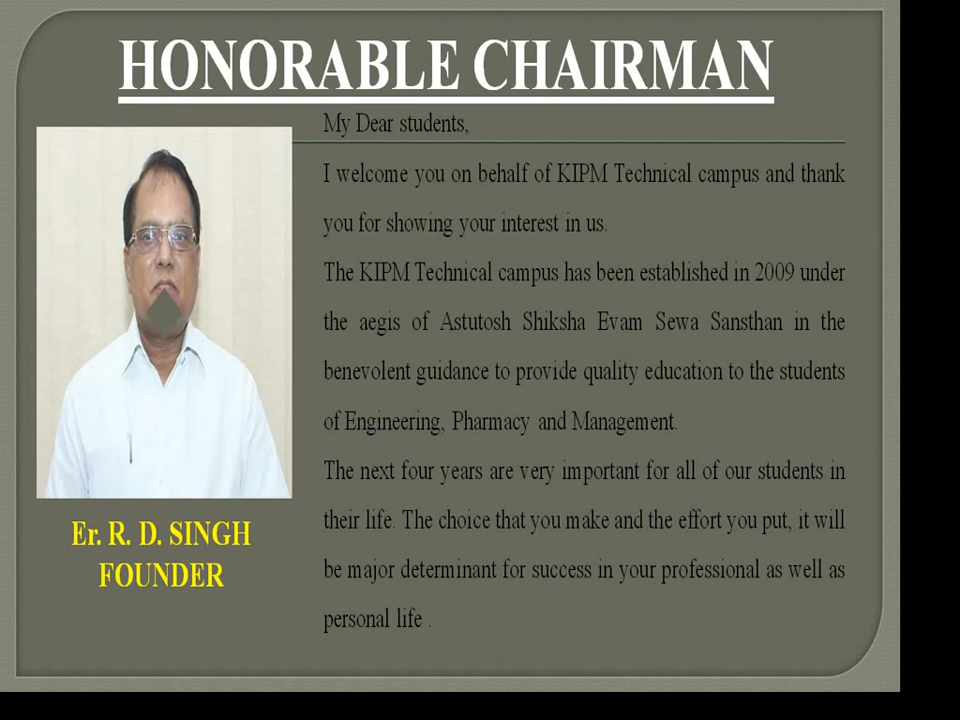 HONORABLE CHAIRMAN
My Dear students,
I welcome you on behalf of KIPM Technical campus and thank
you for showing your interest in us.
The KIPM Technical campus has been established in 2009 under
the aegis of Astutosh Shiksha Evam Sewa Sansthan in the
benevolent guidance to provide quality education to the students
of Engineering, Pharmacy and Management.
The next four years are very important for all of our students in
their life. The choice that you make and the effort you put, it will
be major determinant for success in your professional as well as
personal life .
Er. R. D. SINGH
FOUNDER